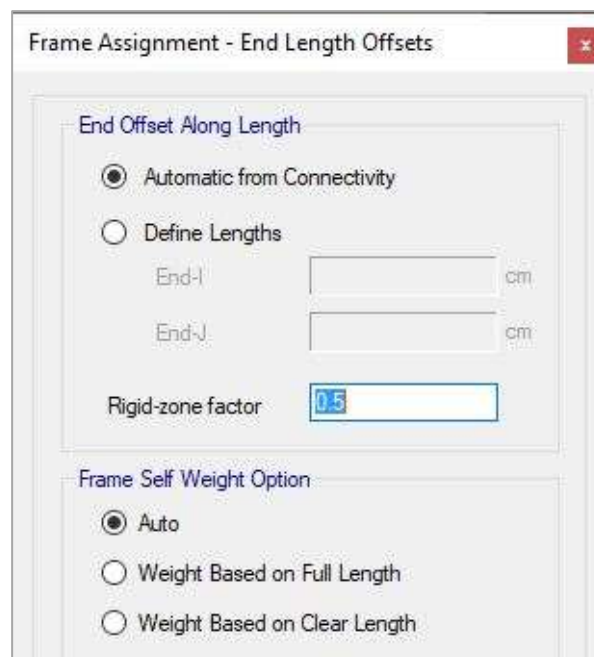 Frame Assignment - End Length Offsets
x
End Offset Along Length
Automatic from Connectivity
Define Lengths
End-I cm
End-J cm
Rigid-zone factor 0.5
Frame Self Weight Option
Auto
Weight Based on Full Length
Weight Based on Clear Length